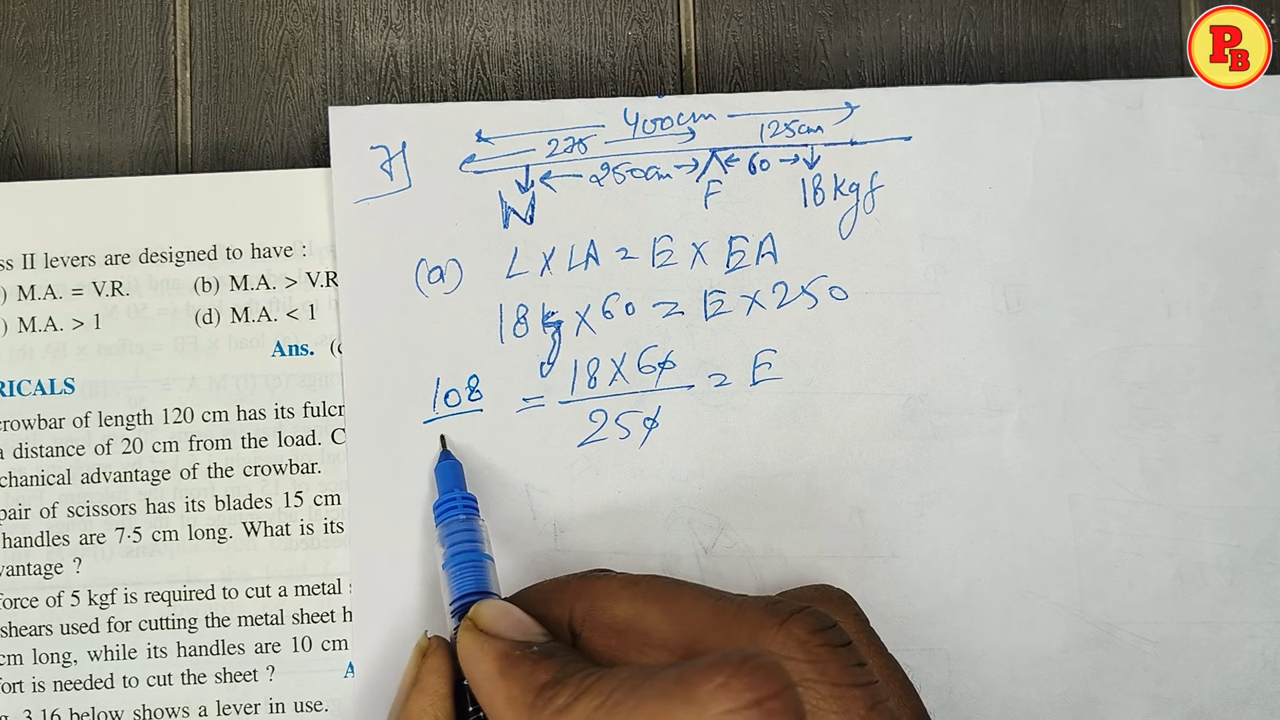 PB
400cm
275 125cm
7] 250cm 60
W F 18 kgf
(a) L X LA = E X EA
18 kgf X 60 = E X 250
108 = 18 X 60 = E
250
ss II levers are designed to have :
) M.A. = V.R. (b) M.A. > V.R
) M.A. > 1 (d) M.A. < 1
Ans. (c
RICALS
crowbar of length 120 cm has its fulcr
a distance of 20 cm from the load. C
chanical advantage of the crowbar.
pair of scissors has its blades 15 cm
handles are 7·5 cm long. What is its
vantage ?
force of 5 kgf is required to cut a metal s
shears used for cutting the metal sheet h
cm long, while its handles are 10 cm
fort is needed to cut the sheet ? A
g. 3.16 below shows a lever in use.